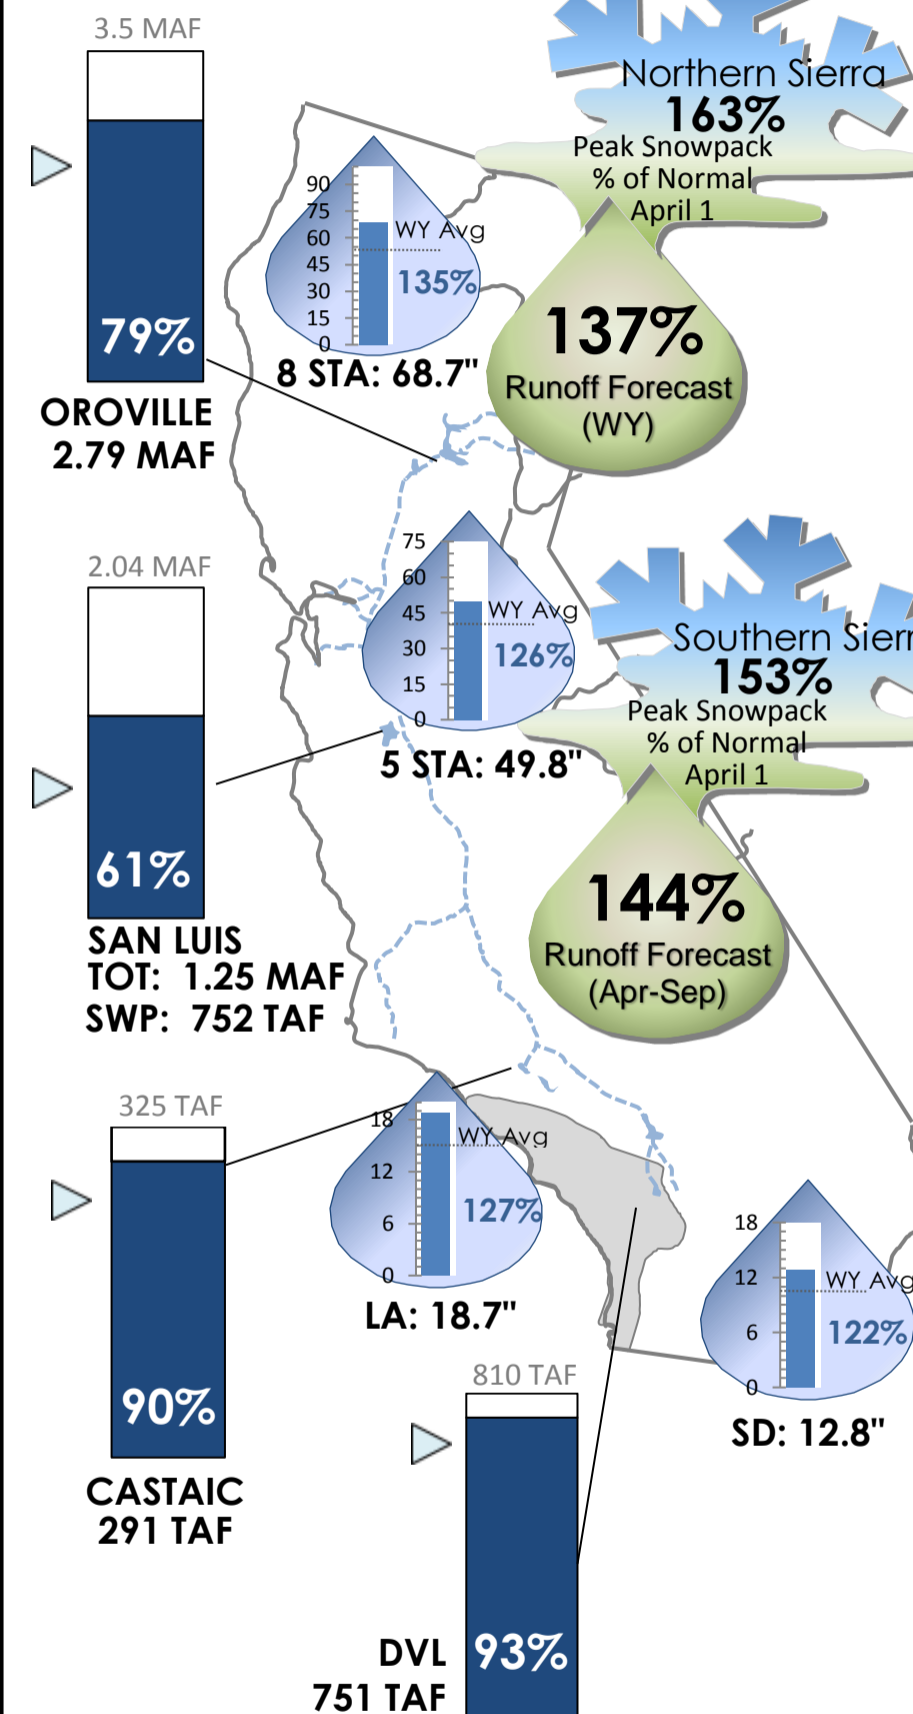 3.5 MAF
79%
OROVILLE
2.79 MAF
Northern Sierra
163%
Peak Snowpack
% of Normal
April 1
137%
Runoff Forecast
(WY)
90
75
60
45
30
15
0
WY Avg
135%
8 STA: 68.7"
2.04 MAF
61%
SAN LUIS
TOT: 1.25 MAF
SWP: 752 TAF
75
60
45
30
15
0
WY Avg
126%
5 STA: 49.8"
Southern Sierr
153%
Peak Snowpack
% of Normal
April 1
144%
Runoff Forecast
(Apr-Sep)
325 TAF
90%
CASTAIC
291 TAF
18
12
6
0
WY Avg
127%
LA: 18.7"
18
12
6
0
WY Avg
122%
SD: 12.8"
810 TAF
93%
DVL
751 TAF